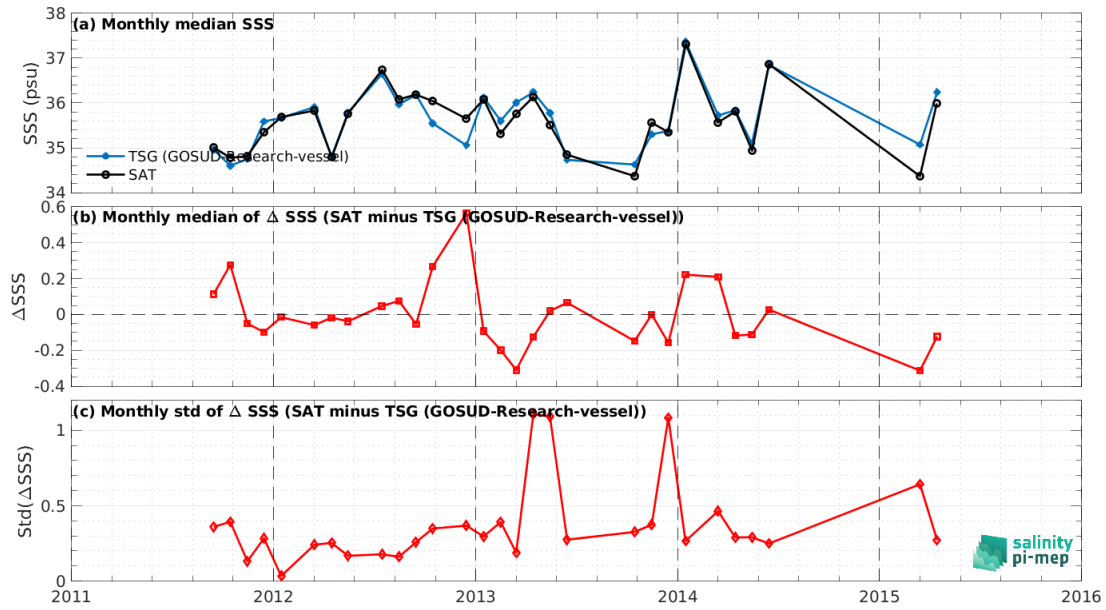 (a) Monthly median SSS
38
37
36
35
34
SSS (psu)
TSG (GOSUD-Research-vessel)
SAT
(b) Monthly median of Δ SSS (SAT minus TSG (GOSUD-Research-vessel))
0.6
0.4
0.2
0
-0.2
-0.4
ΔSSS
(c) Monthly std of Δ SSS (SAT minus TSG (GOSUD-Research-vessel))
1
0.5
0
Std(ΔSSS)
salinity
pi-mep
2011 2012 2013 2014 2015 2016